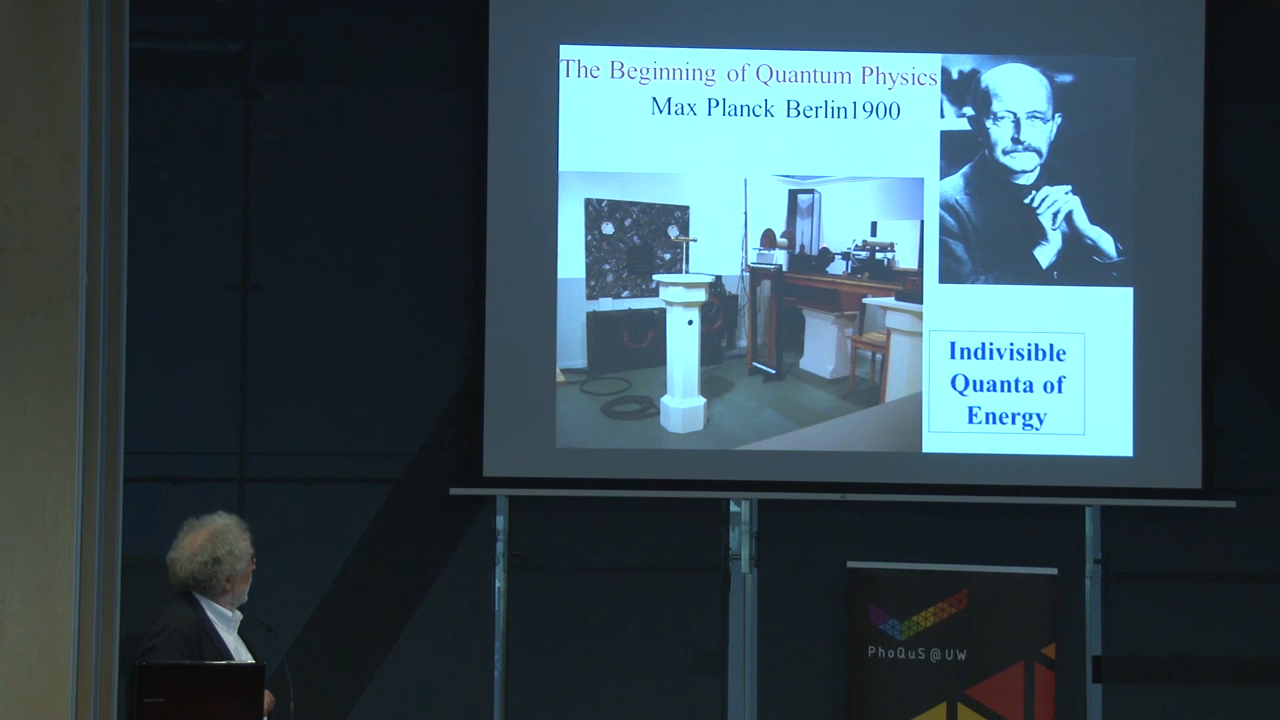 The Beginning of Quantum Physics
Max Planck Berlin1900
Indivisible
Quanta of
Energy
PhoQuS@UW